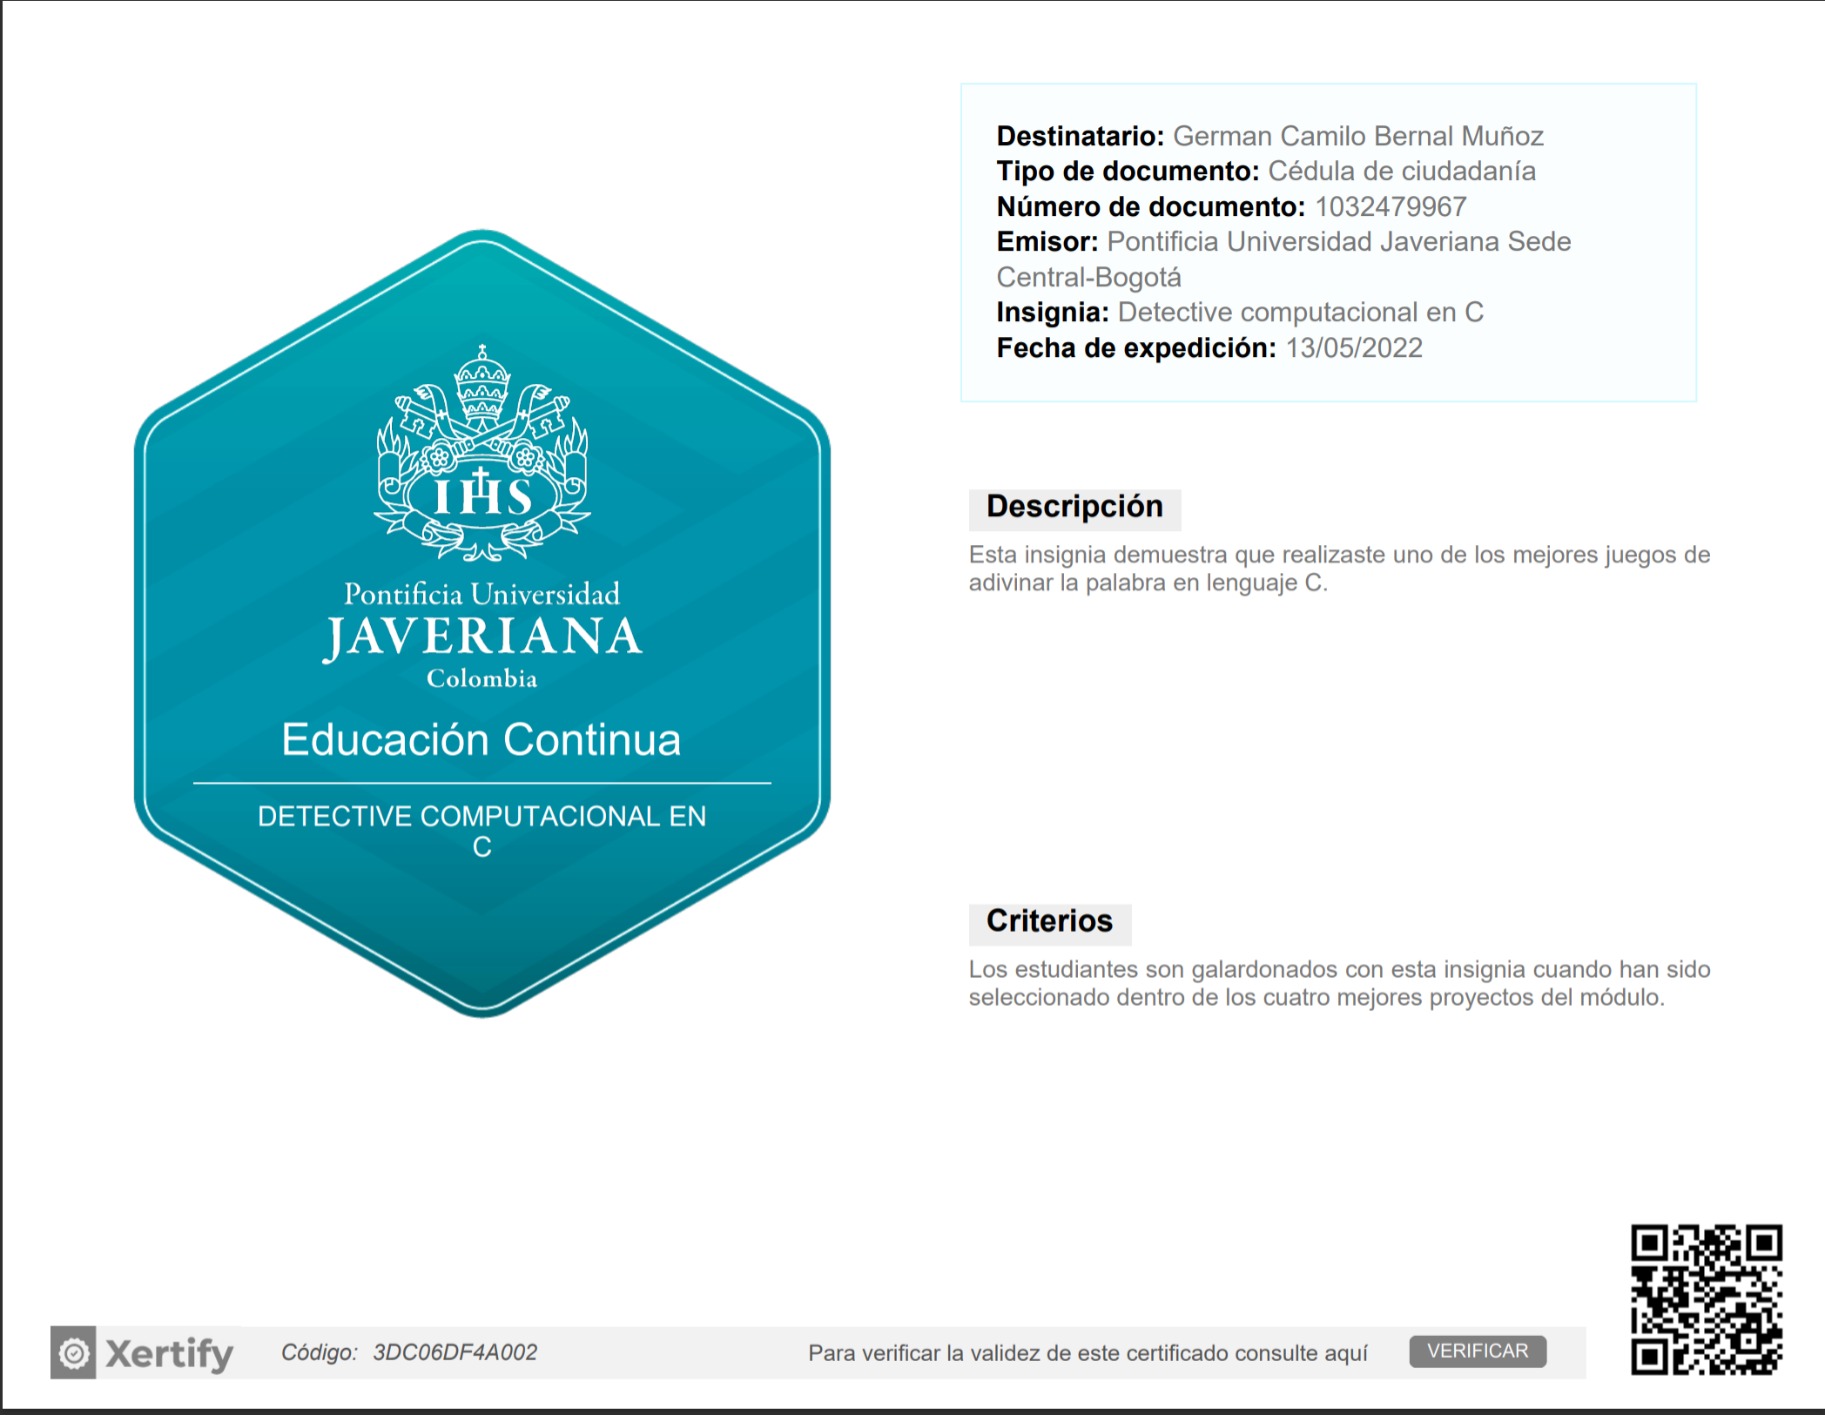 Destinatario: German Camilo Bernal Muñoz
Tipo de documento: Cédula de ciudadanía
Número de documento: 1032479967
Emisor: Pontificia Universidad Javeriana Sede
Central-Bogotá
Insignia: Detective computacional en C
Fecha de expedición: 13/05/2022
IHS
Pontificia Universidad
JAVERIANA
Colombia
Educación Continua
DETECTIVE COMPUTACIONAL EN
C
Descripción
Esta insignia demuestra que realizaste uno de los mejores juegos de
adivinar la palabra en lenguaje C.
Criterios
Los estudiantes son galardonados con esta insignia cuando han sido
seleccionado dentro de los cuatro mejores proyectos del módulo.
Xertify
Código: 3DC06DF4A002
Para verificar la validez de este certificado consulte aquí
VERIFICAR